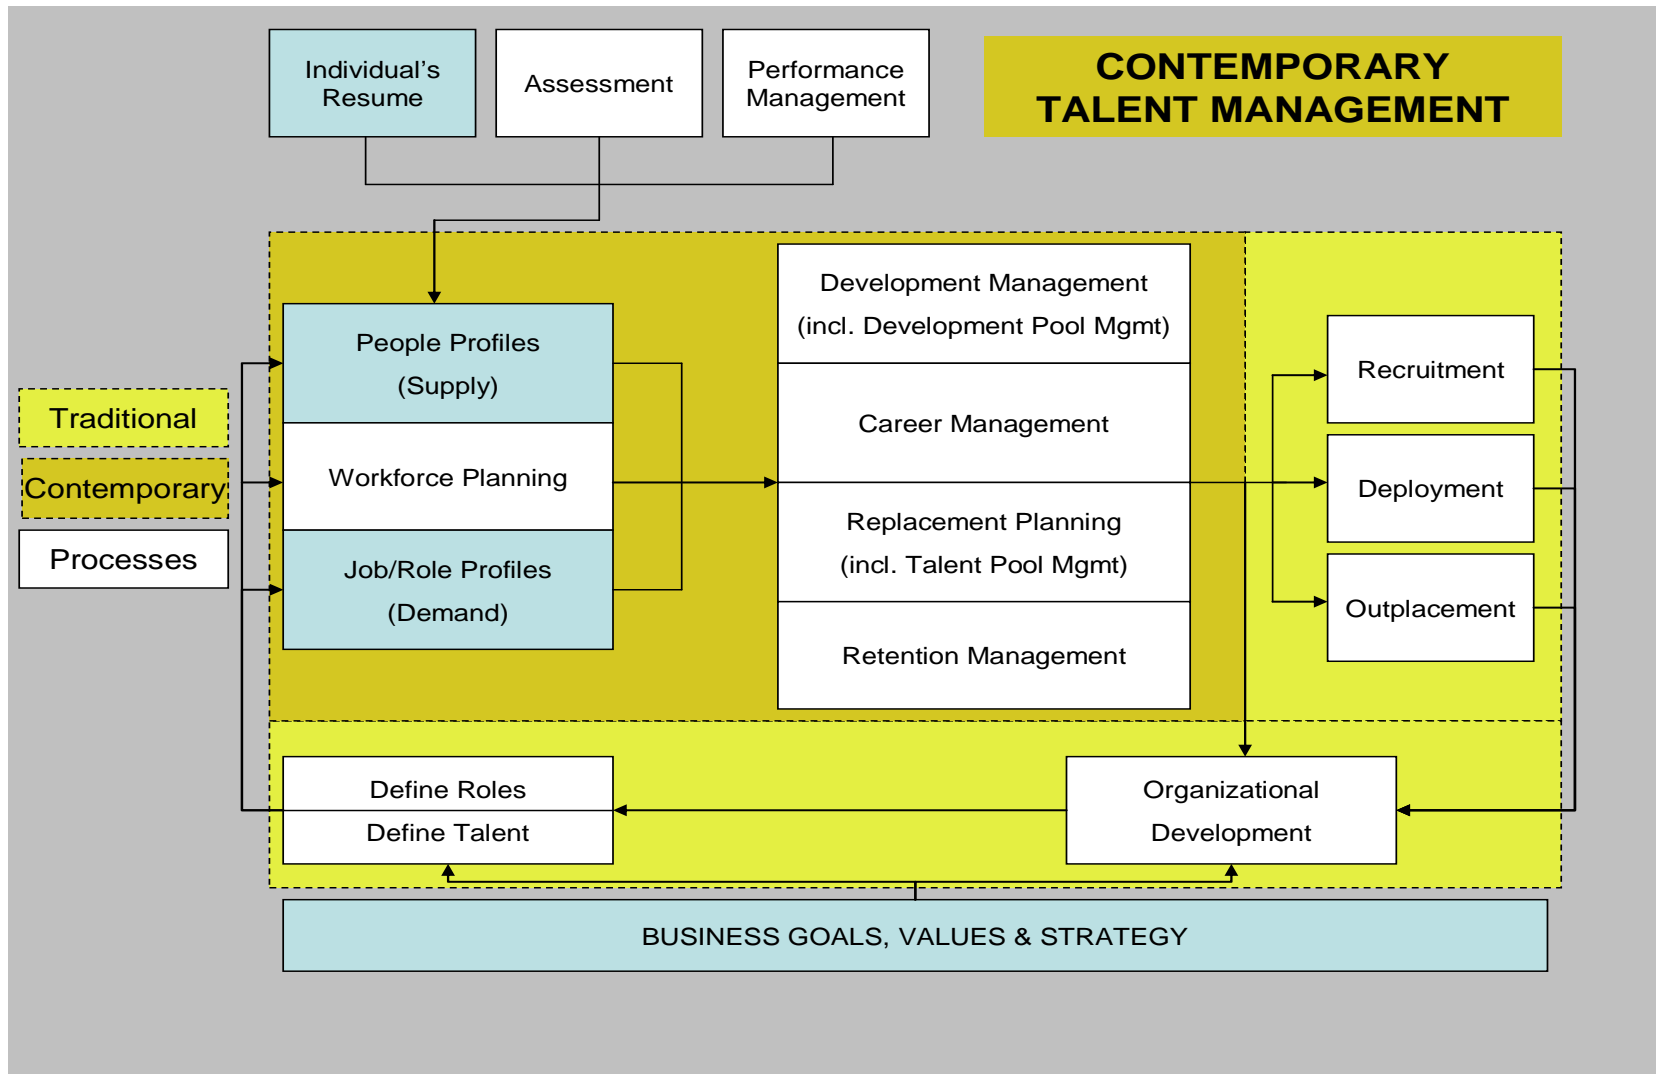 Individual's
Resume
Assessment
Performance
Management
CONTEMPORARY
TALENT MANAGEMENT
Traditional
Contemporary
Processes
People Profiles
(Supply)
Workforce Planning
Job/Role Profiles
(Demand)
Development Management
(incl. Development Pool Mgmt)
Career Management
Replacement Planning
(incl. Talent Pool Mgmt)
Retention Management
Recruitment
Deployment
Outplacement
Define Roles
Define Talent
Organizational
Development
BUSINESS GOALS, VALUES & STRATEGY